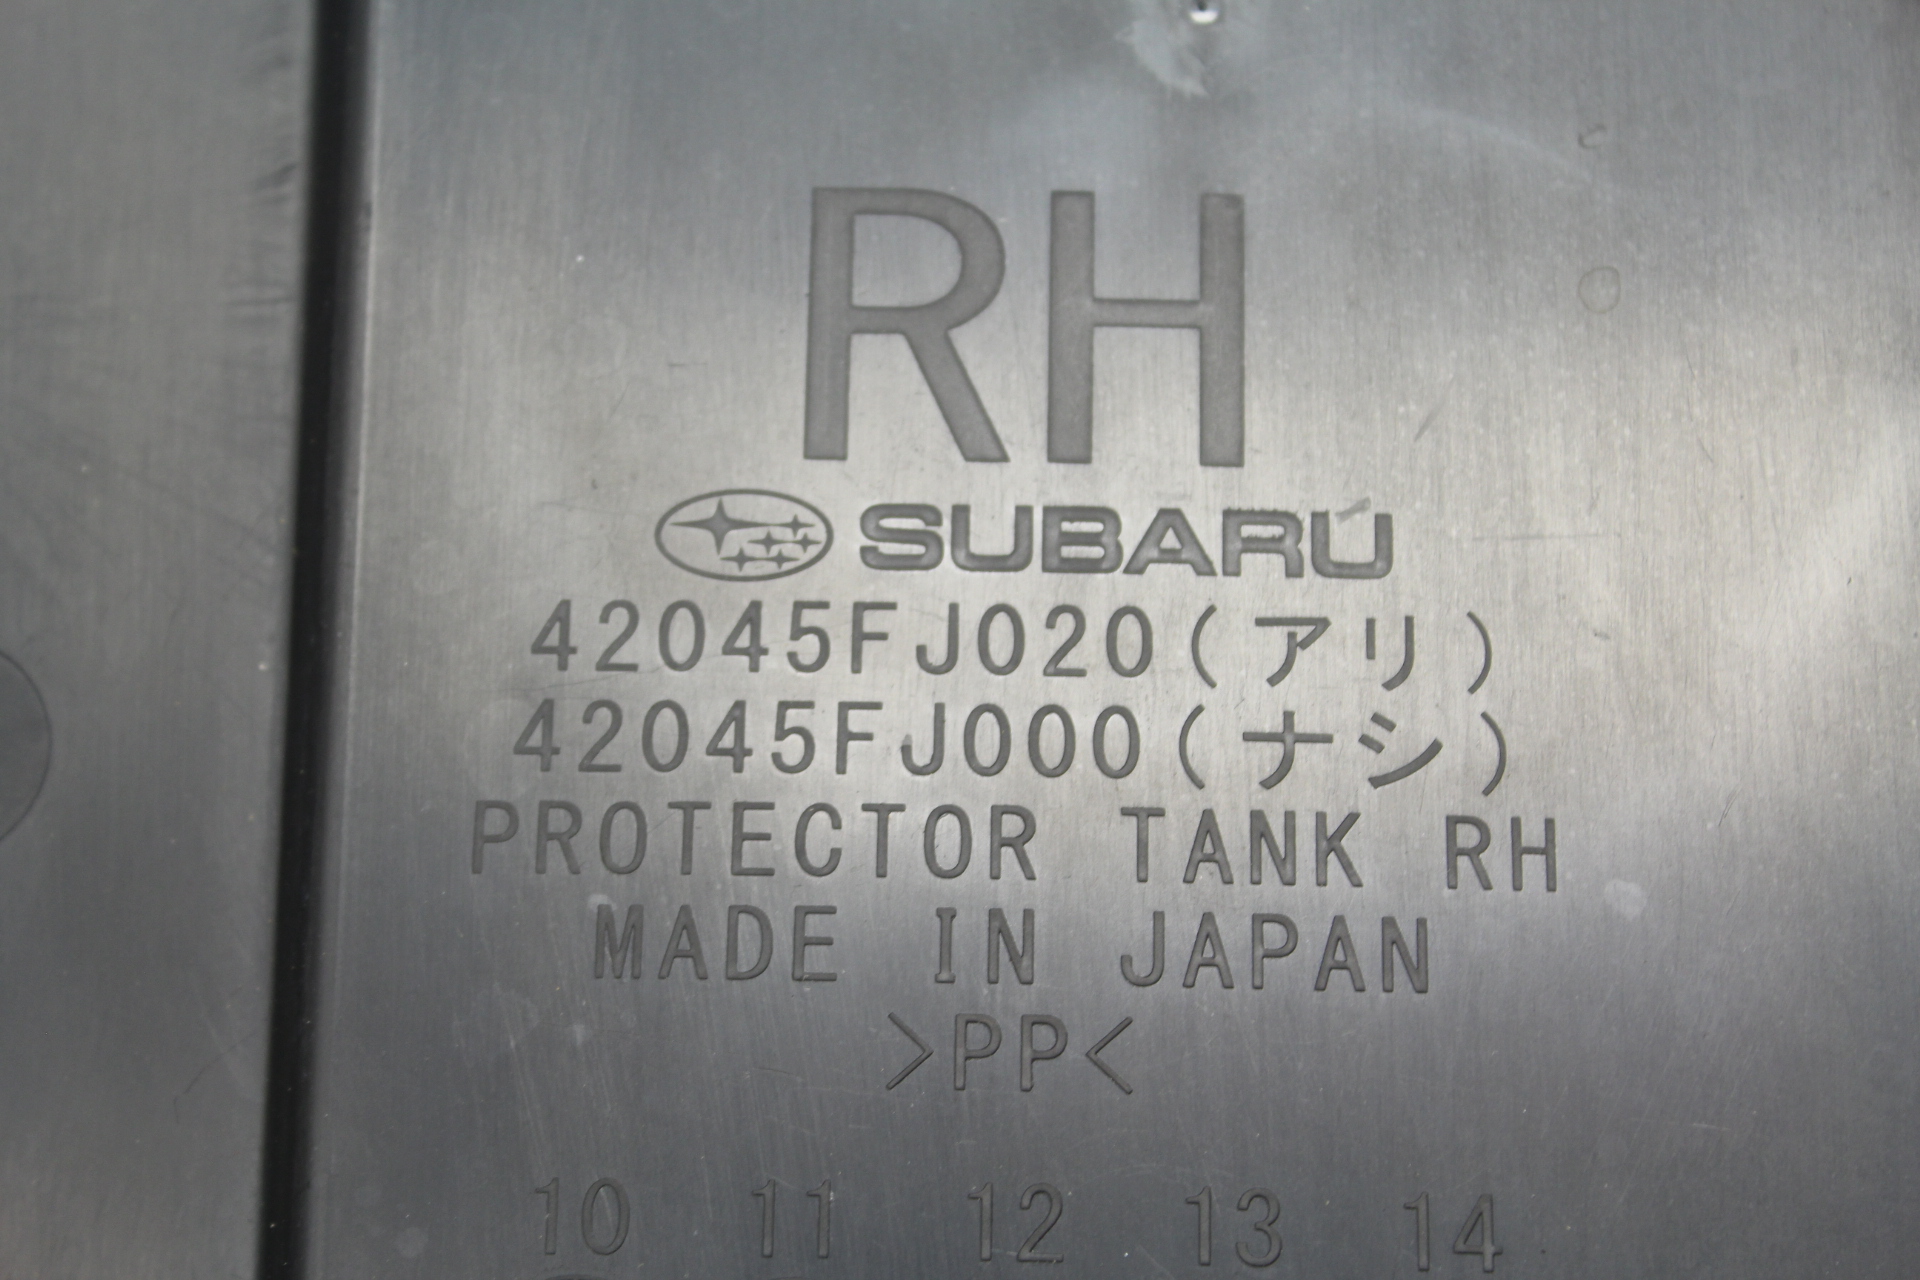 RH
SUBARU
42045FJ020(アリ)
42045FJ000(ナシ)
PROTECTOR TANK RH
MADE IN JAPAN
>PP<
10 11 12 13 14